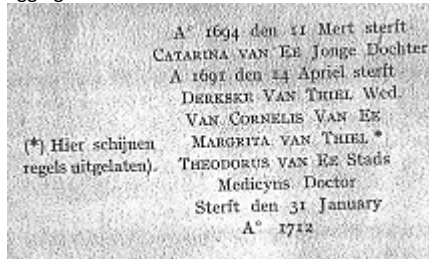 A° 1694 den 11 Mert sterft
CATARINA VAN EE Jonge Dochter
A 1691 den 24 Apriel sterft
DERKSKE VAN THIEL Wed.
VAN CORNELIS VAN EE
MARGRITA VAN THIEL *
(*) Hier schijnen
regels uitgelaten).
THEODORUS VAN EE Stads
Medicyns Doctor
Sterft den 31 January
A° 1712